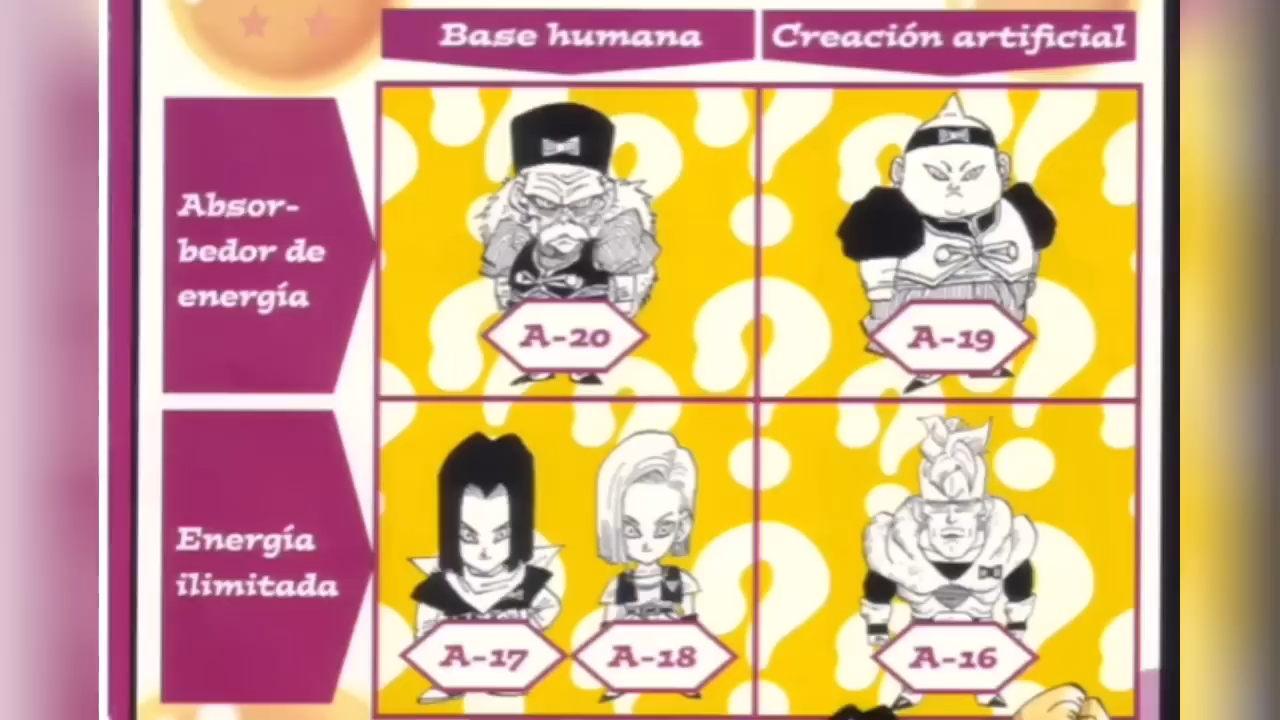 Base humana
Creación artificial
Absor-
bedor de
energía
A-20
A-19
Energía
ilimitada
A-17
A-18
A-16